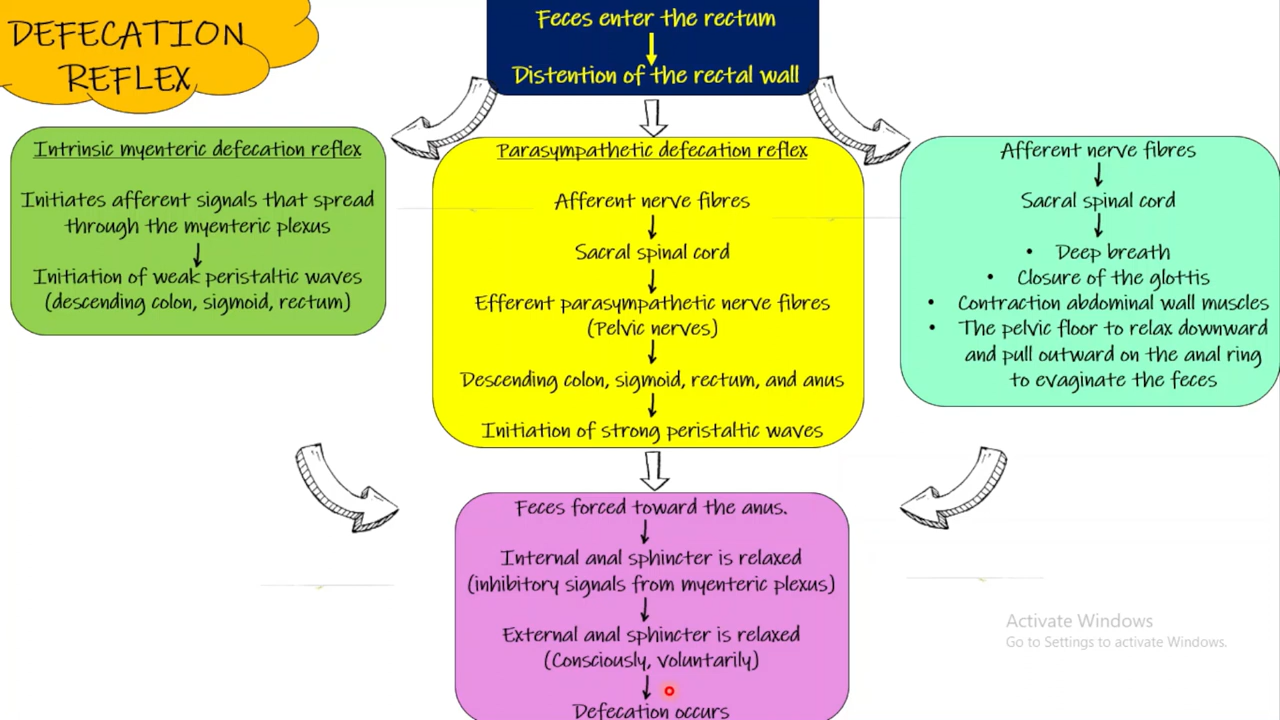 DEFECATION
REFLEX
Feces enter the rectum
Distention of the rectal wall
Intrinsic myenteric defecation reflex
Initiates afferent signals that spread
through the myenteric plexus
Initiation of weak peristaltic waves
(descending colon, sigmoid, rectum)
Parasympathetic defecation reflex
Afferent nerve fibres
Sacral spinal cord
Efferent parasympathetic nerve fibres
(Pelvic nerves)
Descending colon, sigmoid, rectum, and anus
Initiation of strong peristaltic waves
Afferent nerve fibres
Sacral spinal cord
• Deep breath
• Closure of the glottis
• Contraction abdominal wall muscles
• The pelvic floor to relax downward
and pull outward on the anal ring
to evaginate the feces
Feces forced toward the anus.
Internal anal sphincter is relaxed
(inhibitory signals from myenteric plexus)
External anal sphincter is relaxed
(Consciously, voluntarily)
Defecation occurs
Activate Windows
Go to Settings to activate Windows.